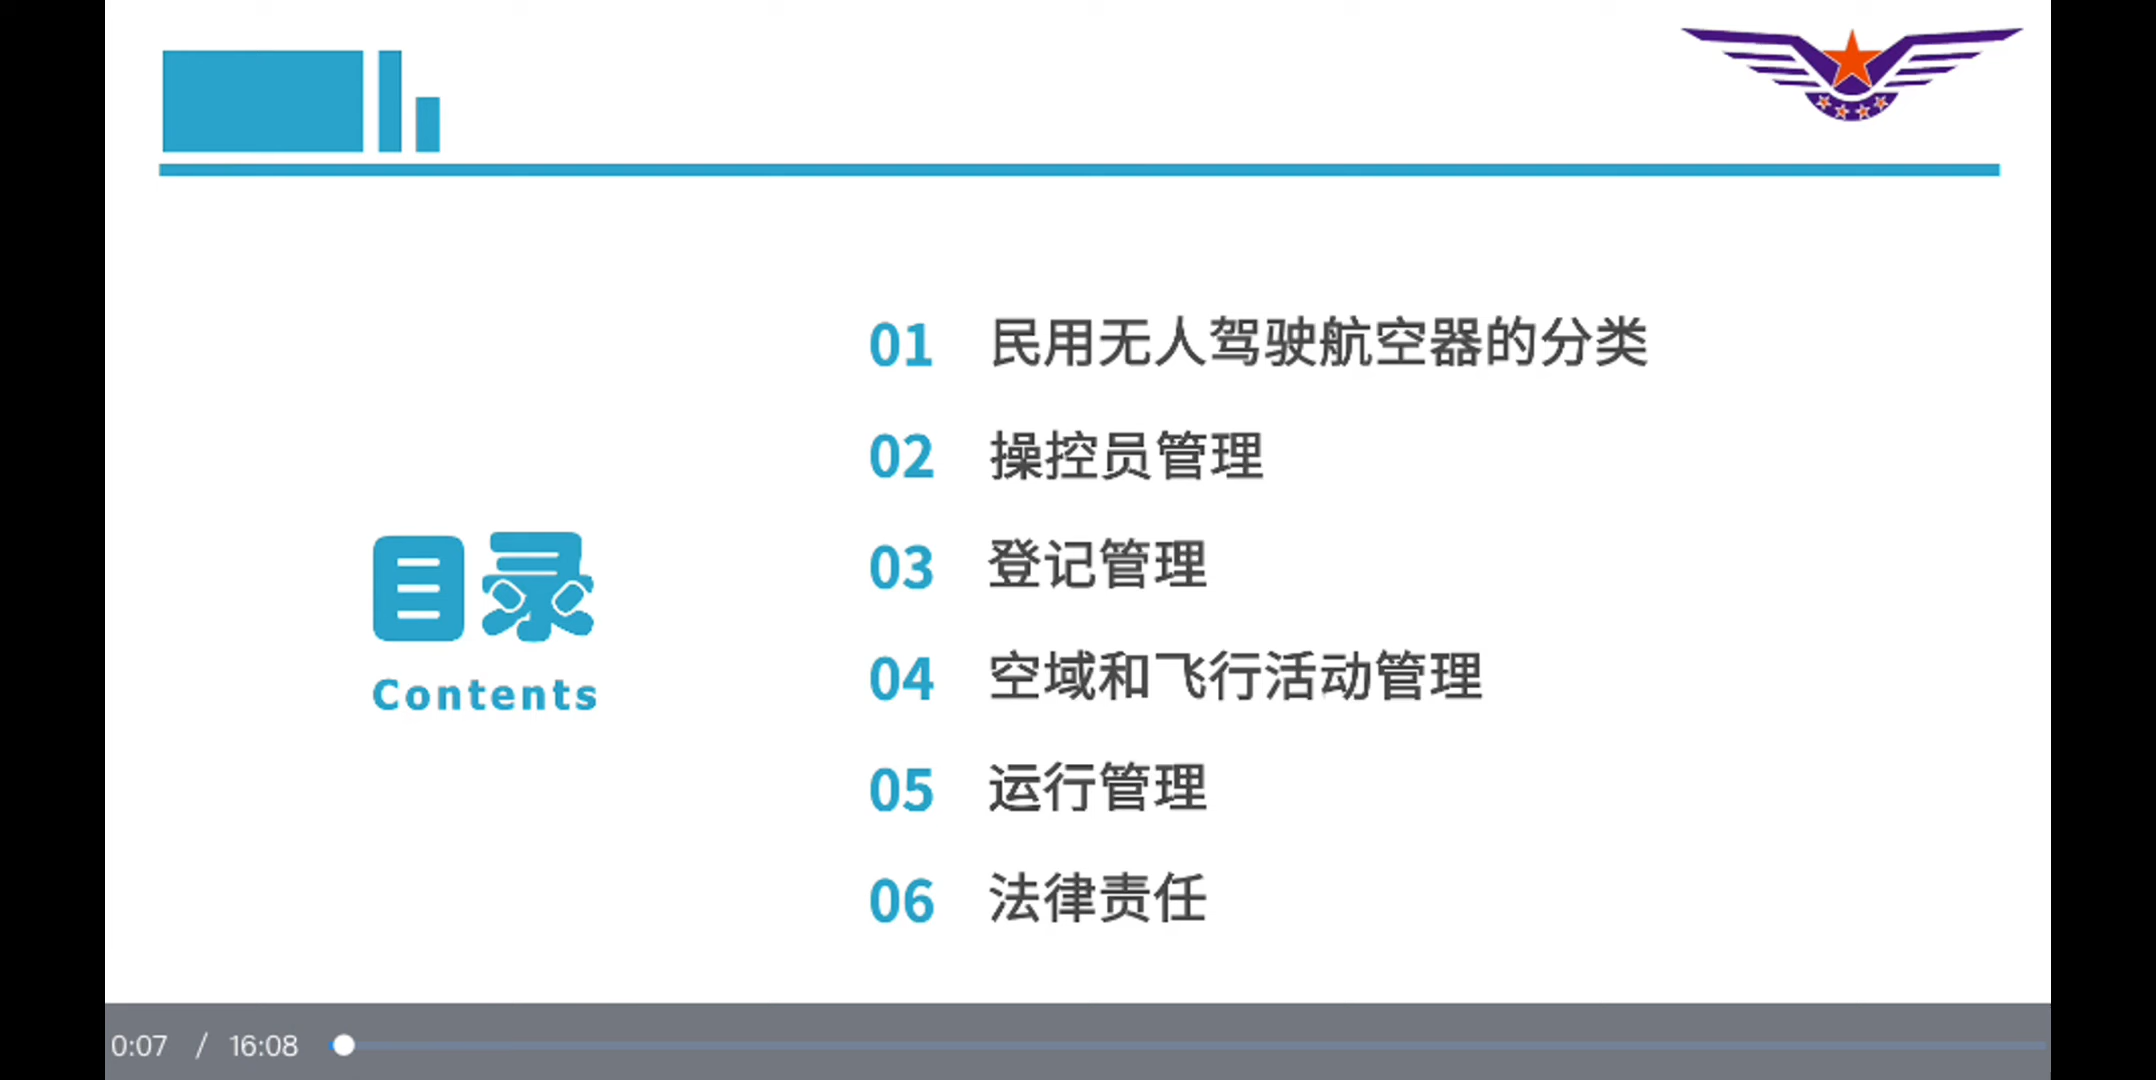 目录
Contents
01 民用无人驾驶航空器的分类
02 操控员管理
03 登记管理
04 空域和飞行活动管理
05 运行管理
06 法律责任
0:07 / 16:08